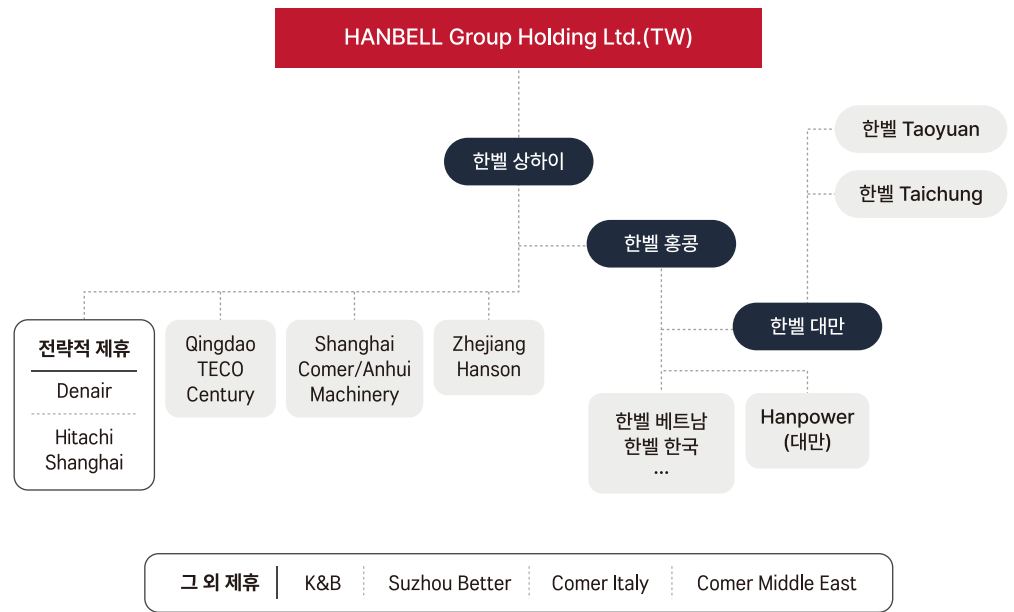 HANBELL Group Holding Ltd.(TW)
한벨 상하이
한벨 Taoyuan
한벨 Taichung
한벨 홍콩
한벨 대만
전략적 제휴
Denair
Hitachi
Shanghai
Qingdao
TECO
Century
Shanghai
Comer/Anhui
Machinery
Zhejiang
Hanson
한벨 베트남
한벨 한국
...
Hanpower
(대만)
그 외 제휴 K&B Suzhou Better Comer Italy Comer Middle East